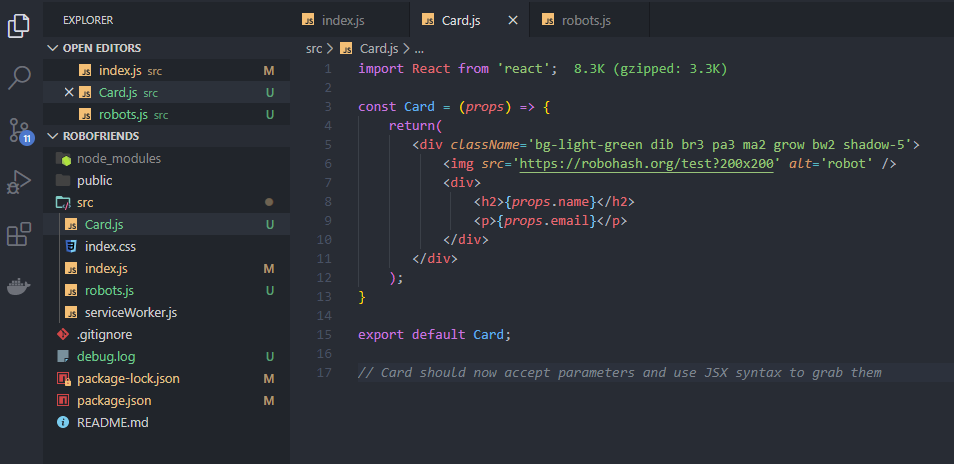 EXPLORER
OPEN EDITORS
index.js src M
Card.js src U
robots.js src U
ROBOFRIENDS
node_modules
public
src
Card.js U
index.css
index.js M
robots.js U
serviceWorker.js
.gitignore
debug.log U
package-lock.json M
package.json M
README.md
11
index.js Card.js robots.js
src > Card.js > ...
1 import React from 'react'; 8.3K (gzipped: 3.3K)
2
3 const Card = (props) => {
4 return(
5 <div className='bg-light-green dib br3 pa3 ma2 grow bw2 shadow-5'>
6 <img src='https://robohash.org/test?200x200' alt='robot' />
7 <div>
8 <h2>{props.name}</h2>
9 <p>{props.email}</p>
10 </div>
11 </div>
12 );
13 }
14
15 export default Card;
16
17 // Card should now accept parameters and use JSX syntax to grab them